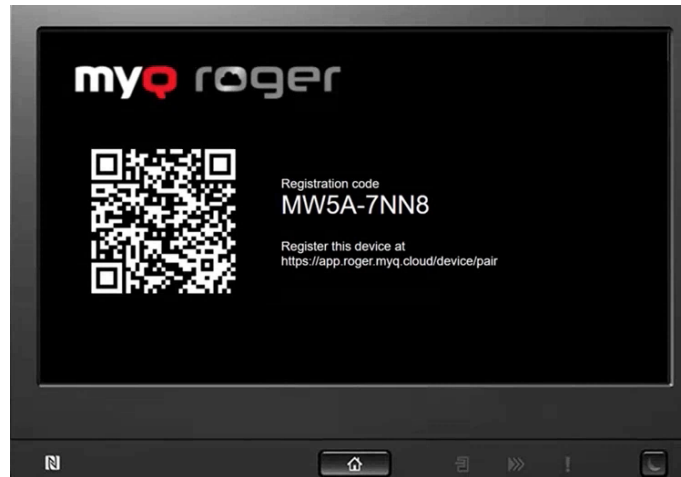 myQ roger
Registration code
MW5A-7NN8
Register this device at
https://app.roger.myq.cloud/device/pair